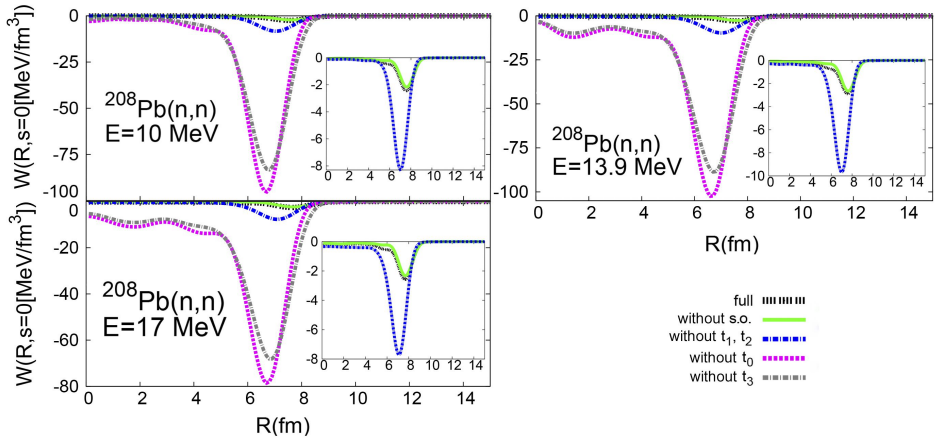 W(R,s=0[MeV/fm³])
0
-25
-50
-75
-100
²⁰⁸Pb(n,n)
E=10 MeV
0
-2
-4
-6
-8
0 2 4 6 8 10 12 14
0
-20
-40
-60
-80
W(R,s=0[MeV/fm³])
²⁰⁸Pb(n,n)
E=17 MeV
0
-2
-4
-6
-8
0 2 4 6 8 10 12 14
0 2 4 6 8 10 12 14
R(fm)
0
-25
-50
-75
-100
²⁰⁸Pb(n,n)
E=13.9 MeV
0
-2
-4
-6
-8
-10
0 2 4 6 8 10 12 14
0 2 4 6 8 10 12 14
R(fm)
full
without s.o.
without t₁, t₂
without t₀
without t₃